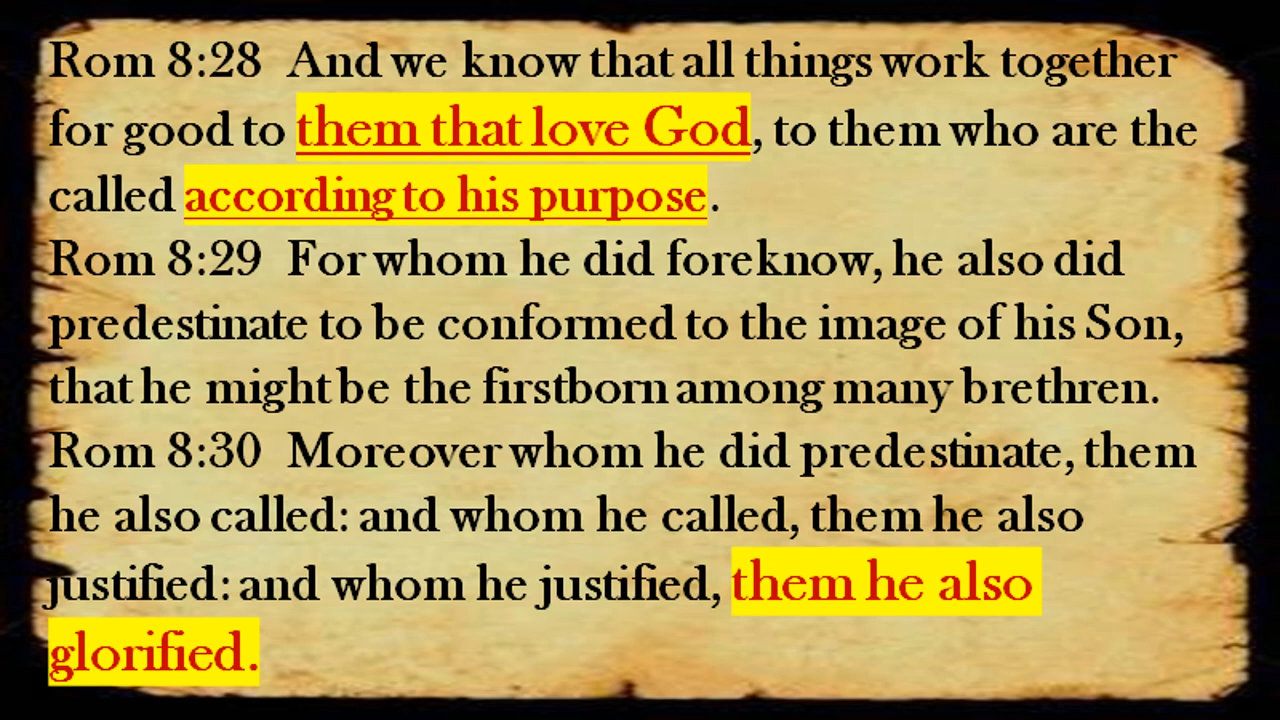 Rom 8:28 And we know that all things work together
for good to them that love God, to them who are the
called according to his purpose.
Rom 8:29 For whom he did foreknow, he also did
predestinate to be conformed to the image of his Son,
that he might be the firstborn among many brethren.
Rom 8:30 Moreover whom he did predestinate, them
he also called: and whom he called, them he also
justified: and whom he justified, them he also
glorified.